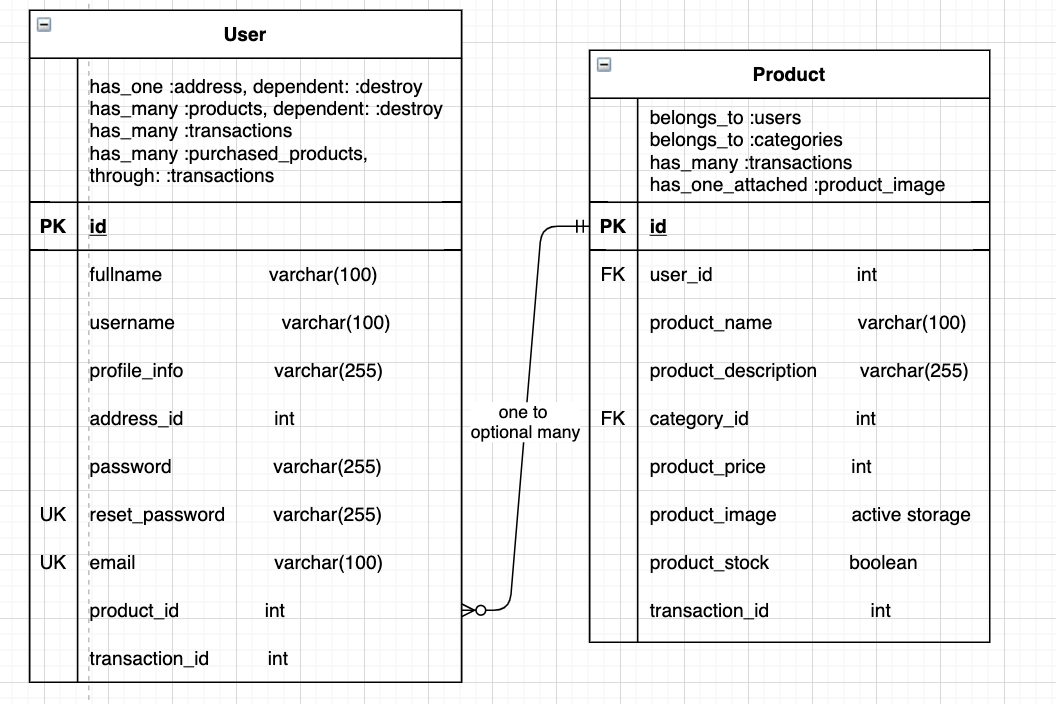 User
has_one :address, dependent: :destroy
has_many :products, dependent: :destroy
has_many :transactions
has_many :purchased_products,
through: :transactions
PK id
fullname varchar(100)
username varchar(100)
profile_info varchar(255)
address_id int
password varchar(255)
UK reset_password varchar(255)
UK email varchar(100)
product_id int
transaction_id int
one to
optional many
Product
belongs_to :users
belongs_to :categories
has_many :transactions
has_one_attached :product_image
PK id
FK user_id int
product_name varchar(100)
product_description varchar(255)
FK category_id int
product_price int
product_image active storage
product_stock boolean
transaction_id int